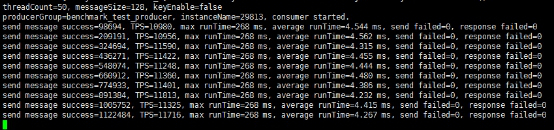 threadCount=50, messageSize=128, keyEnable=false
producerGroup=benchmark_test_producer, instanceName=29813, consumer started,
send message success=98694, TPS=10980, max runTime=268 ms, average runTime=4.544 ms, send failed=0, response failed=0
send message success=209191, TPS=10956, max runTime=268 ms, average runTime=4.562 ms, send failed=0, response failed=0
send message success=324694, TPS=11590, max runTime=268 ms, average runTime=4.315 ms, send failed=0, response failed=0
send message success=436271, TPS=11422, max runTime=268 ms, average runTime=4.455 ms, send failed=0, response failed=0
send message success=548074, TPS=11248, max runTime=268 ms, average runTime=4.444 ms, send failed=0, response failed=0
send message success=660912, TPS=11360, max runTime=268 ms, average runTime=4.480 ms, send failed=0, response failed=0
send message success=774933, TPS=11401, max runTime=268 ms, average runTime=4.386 ms, send failed=0, response failed=0
send message success=891384, TPS=11813, max runTime=268 ms, average runTime=4.232 ms, send failed=0, response failed=0
send message success=1005752, TPS=11325, max runTime=268 ms, average runTime=4.415 ms, send failed=0, response failed=0
send message success=1122484, TPS=11716, max runTime=268 ms, average runTime=4.267 ms, send failed=0, response failed=0